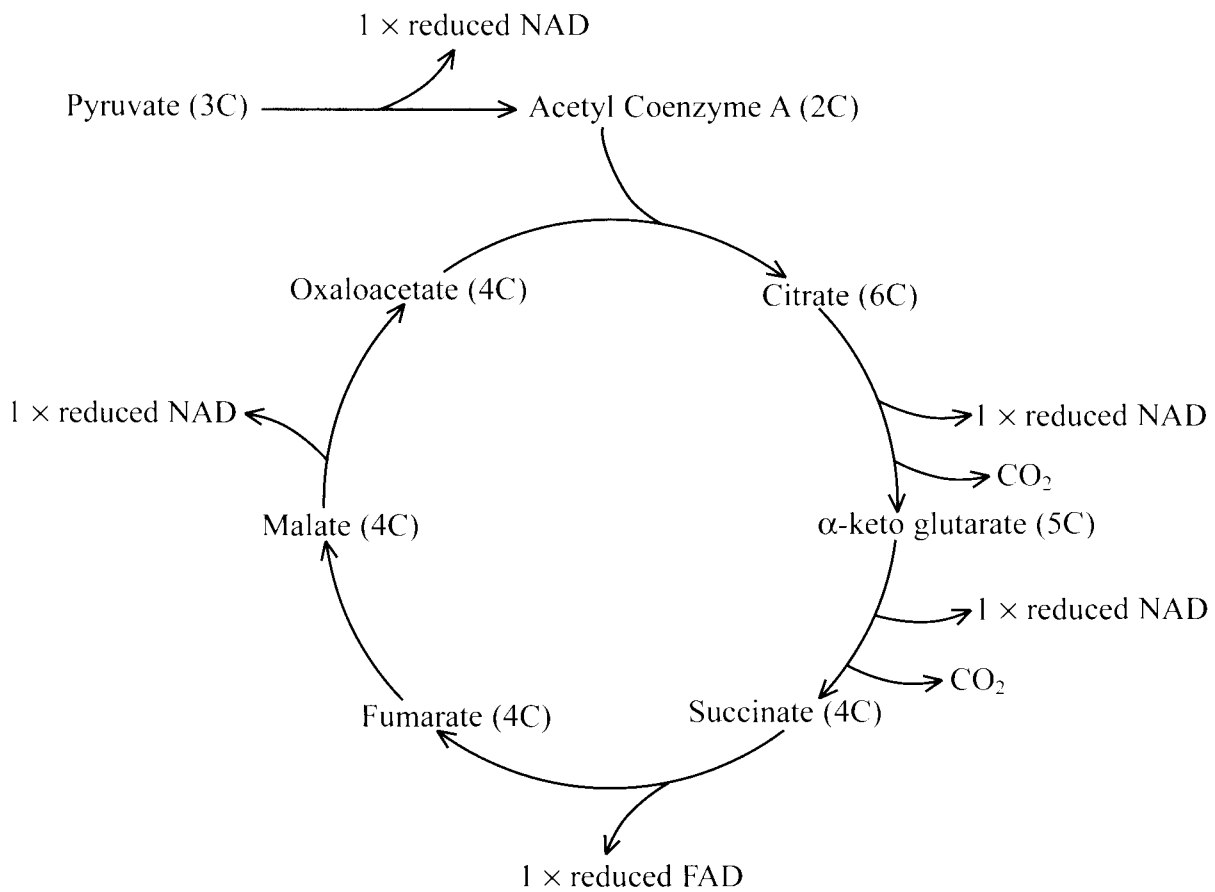 1 × reduced NAD
Pyruvate (3C)
Acetyl Coenzyme A (2C)
Oxaloacetate (4C)
Citrate (6C)
1 × reduced NAD
1 × reduced NAD
CO₂
Malate (4C)
α-keto glutarate (5C)
1 × reduced NAD
CO₂
Fumarate (4C)
Succinate (4C)
1 × reduced FAD